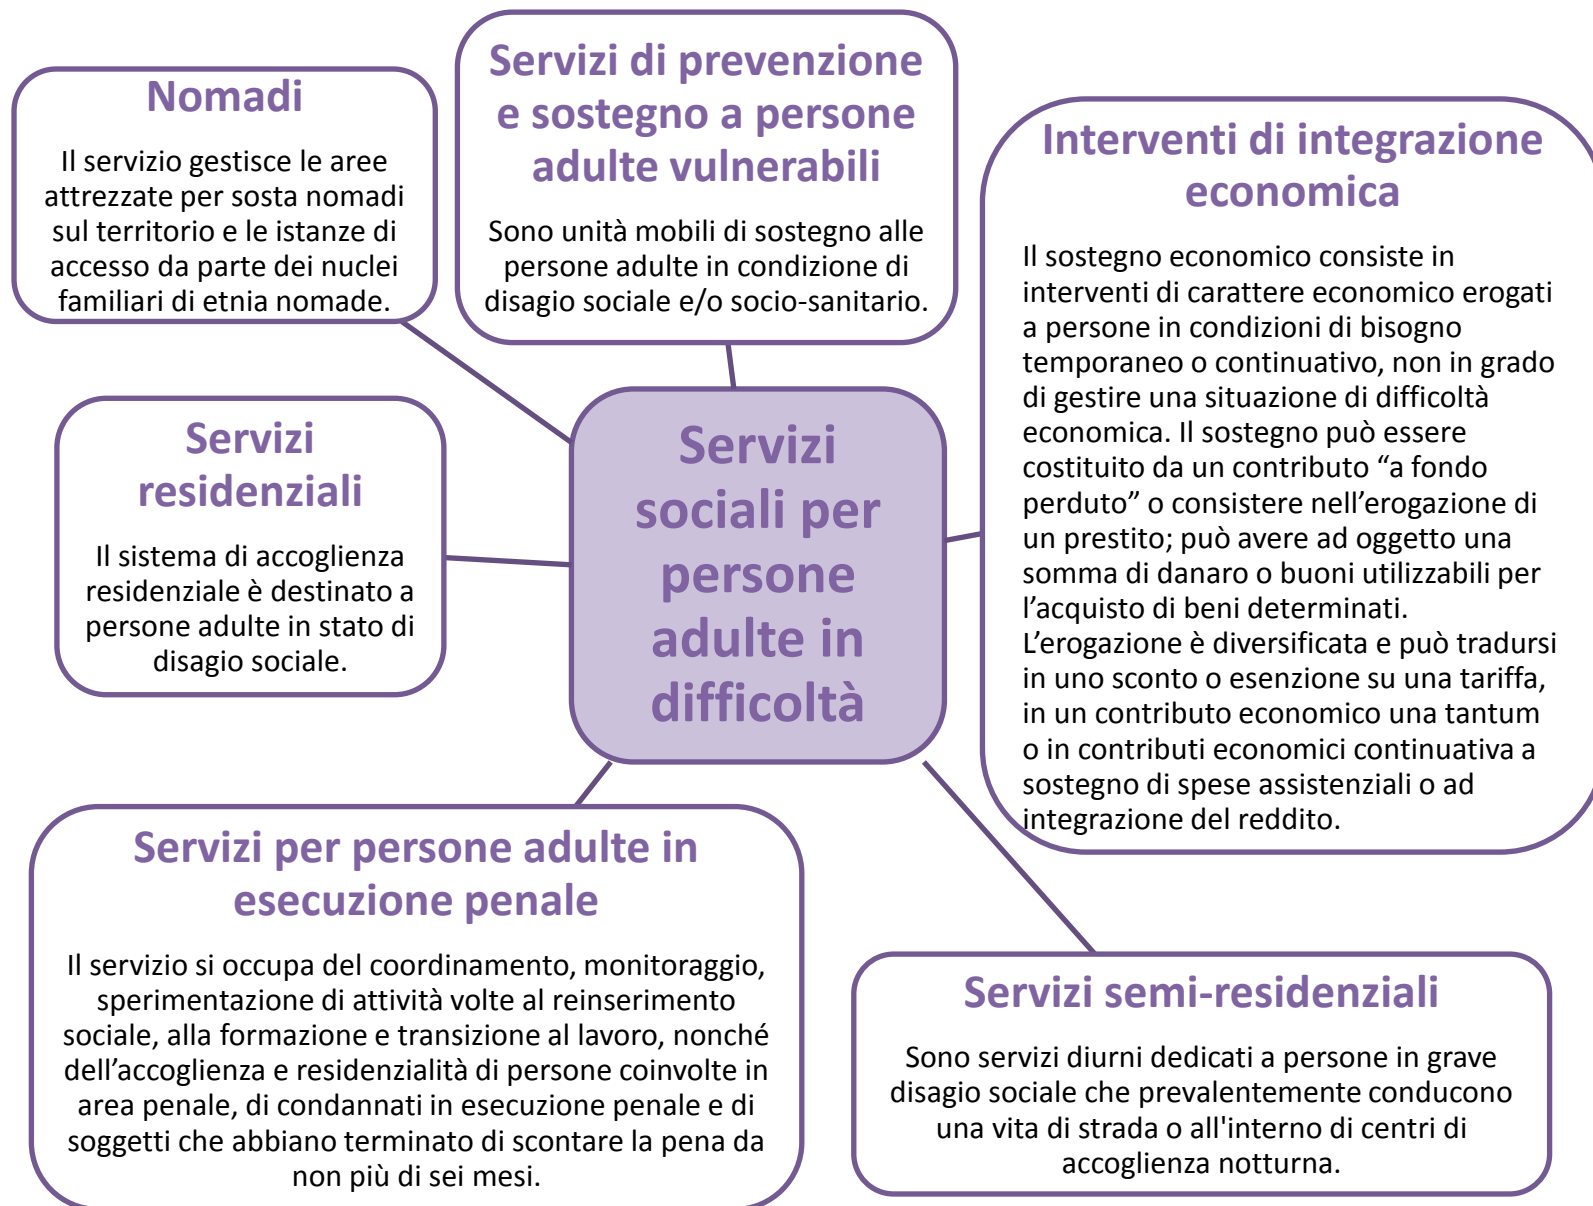 Nomadi
Il servizio gestisce le aree
attrezzate per sosta nomadi
sul territorio e le istanze di
accesso da parte dei nuclei
familiari di etnia nomade.
Servizi di prevenzione
e sostegno a persone
adulte vulnerabili
Sono unità mobili di sostegno alle
persone adulte in condizione di
disagio sociale e/o socio-sanitario.
Interventi di integrazione
economica
Il sostegno economico consiste in
interventi di carattere economico erogati
a persone in condizioni di bisogno
temporaneo o continuativo, non in grado
di gestire una situazione di difficoltà
economica. Il sostegno può essere
costituito da un contributo “a fondo
perduto” o consistere nell’erogazione di
un prestito; può avere ad oggetto una
somma di danaro o buoni utilizzabili per
l’acquisto di beni determinati.
L’erogazione è diversificata e può tradursi
in uno sconto o esenzione su una tariffa,
in un contributo economico una tantum
o in contributi economici continuativa a
sostegno di spese assistenziali o ad
integrazione del reddito.
Servizi
residenziali
Il sistema di accoglienza
residenziale è destinato a
persone adulte in stato di
disagio sociale.
Servizi
sociali per
persone
adulte in
difficoltà
Servizi per persone adulte in
esecuzione penale
Il servizio si occupa del coordinamento, monitoraggio,
sperimentazione di attività volte al reinserimento
sociale, alla formazione e transizione al lavoro, nonché
dell’accoglienza e residenzialità di persone coinvolte in
area penale, di condannati in esecuzione penale e di
soggetti che abbiano terminato di scontare la pena da
non più di sei mesi.
Servizi semi-residenziali
Sono servizi diurni dedicati a persone in grave
disagio sociale che prevalentemente conducono
una vita di strada o all'interno di centri di
accoglienza notturna.